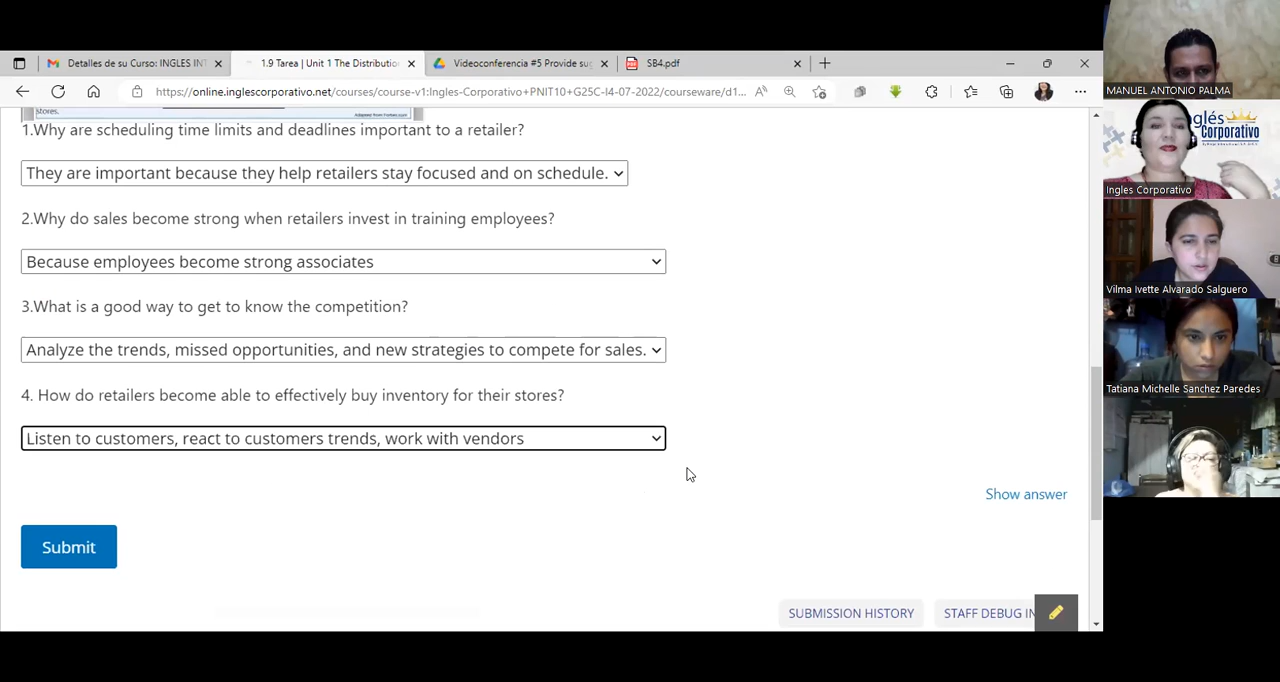 Detalles de su Curso: INGLES INT
1.9 Tarea | Unit 1 The Distribution
Videoconferencia #5 Provide sug
SB4.pdf
https://online.inglescorporativo.net/courses/course-v1:Ingles-Corporativo+PNIT10+G25C-I4-07-2022/courseware/d1...
stores.
Adapted from Forbes.com
1.Why are scheduling time limits and deadlines important to a retailer?
They are important because they help retailers stay focused and on schedule.
2.Why do sales become strong when retailers invest in training employees?
Because employees become strong associates
3.What is a good way to get to know the competition?
Analyze the trends, missed opportunities, and new strategies to compete for sales.
4. How do retailers become able to effectively buy inventory for their stores?
Listen to customers, react to customers trends, work with vendors
Show answer
Submit
SUBMISSION HISTORY
STAFF DEBUG IN
MANUEL ANTONIO PALMA
glés
Corporativo
Ingles Corporativo
Vilma Ivette Alvarado Salguero
Tatiana Michelle Sanchez Paredes